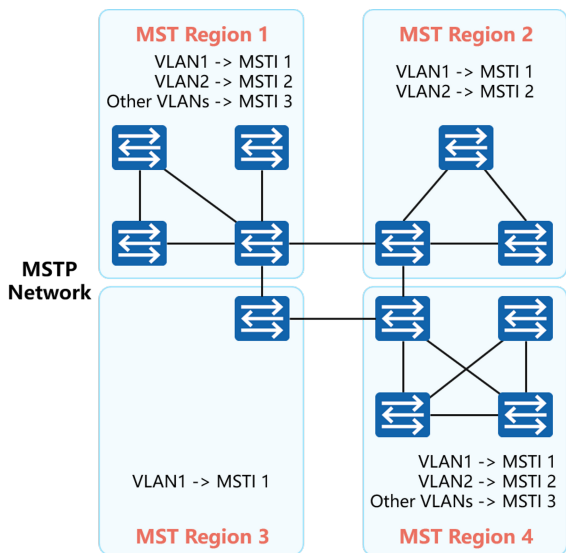 MST Region 1
VLAN1 -> MSTI 1
VLAN2 -> MSTI 2
Other VLANs -> MSTI 3
MST Region 2
VLAN1 -> MSTI 1
VLAN2 -> MSTI 2
MSTP
Network
VLAN1 -> MSTI 1
MST Region 3
VLAN1 -> MSTI 1
VLAN2 -> MSTI 2
Other VLANs -> MSTI 3
MST Region 4